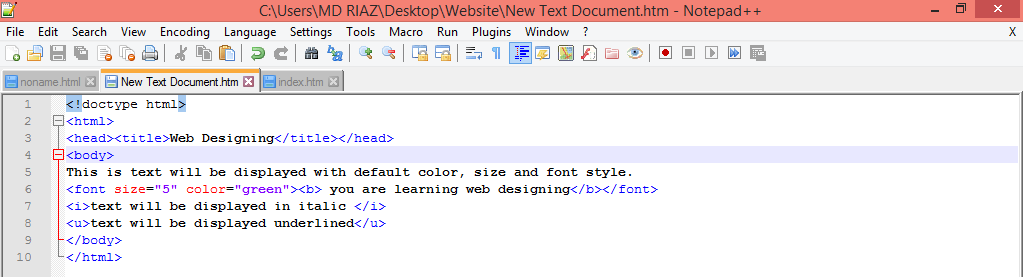 C:\Users\MD RIAZ\Desktop\Website\New Text Document.htm - Notepad++
File Edit Search View Encoding Language Settings Tools Macro Run Plugins Window ? X
noname.html New Text Document.htm index.htm
1 <!doctype html>
2 <html>
3 <head><title>Web Designing</title></head>
4 <body>
5 This is text will be displayed with default color, size and font style.
6 <font size="5" color="green"><b> you are learning web designing</b></font>
7 <i>text will be displayed in italic </i>
8 <u>text will be displayed underlined</u>
9 </body>
10 </html>